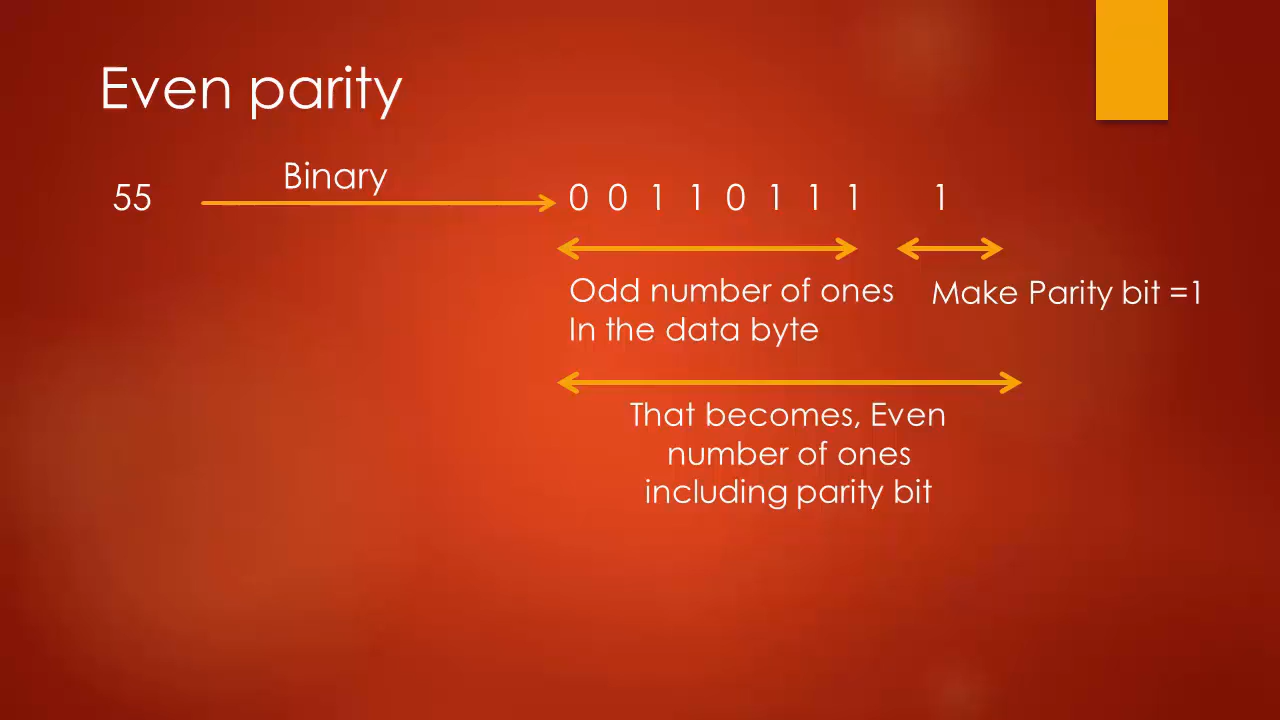 Even parity
Binary
55 0 0 1 1 0 1 1 1 1
Odd number of ones Make Parity bit =1
In the data byte
That becomes, Even
number of ones
including parity bit